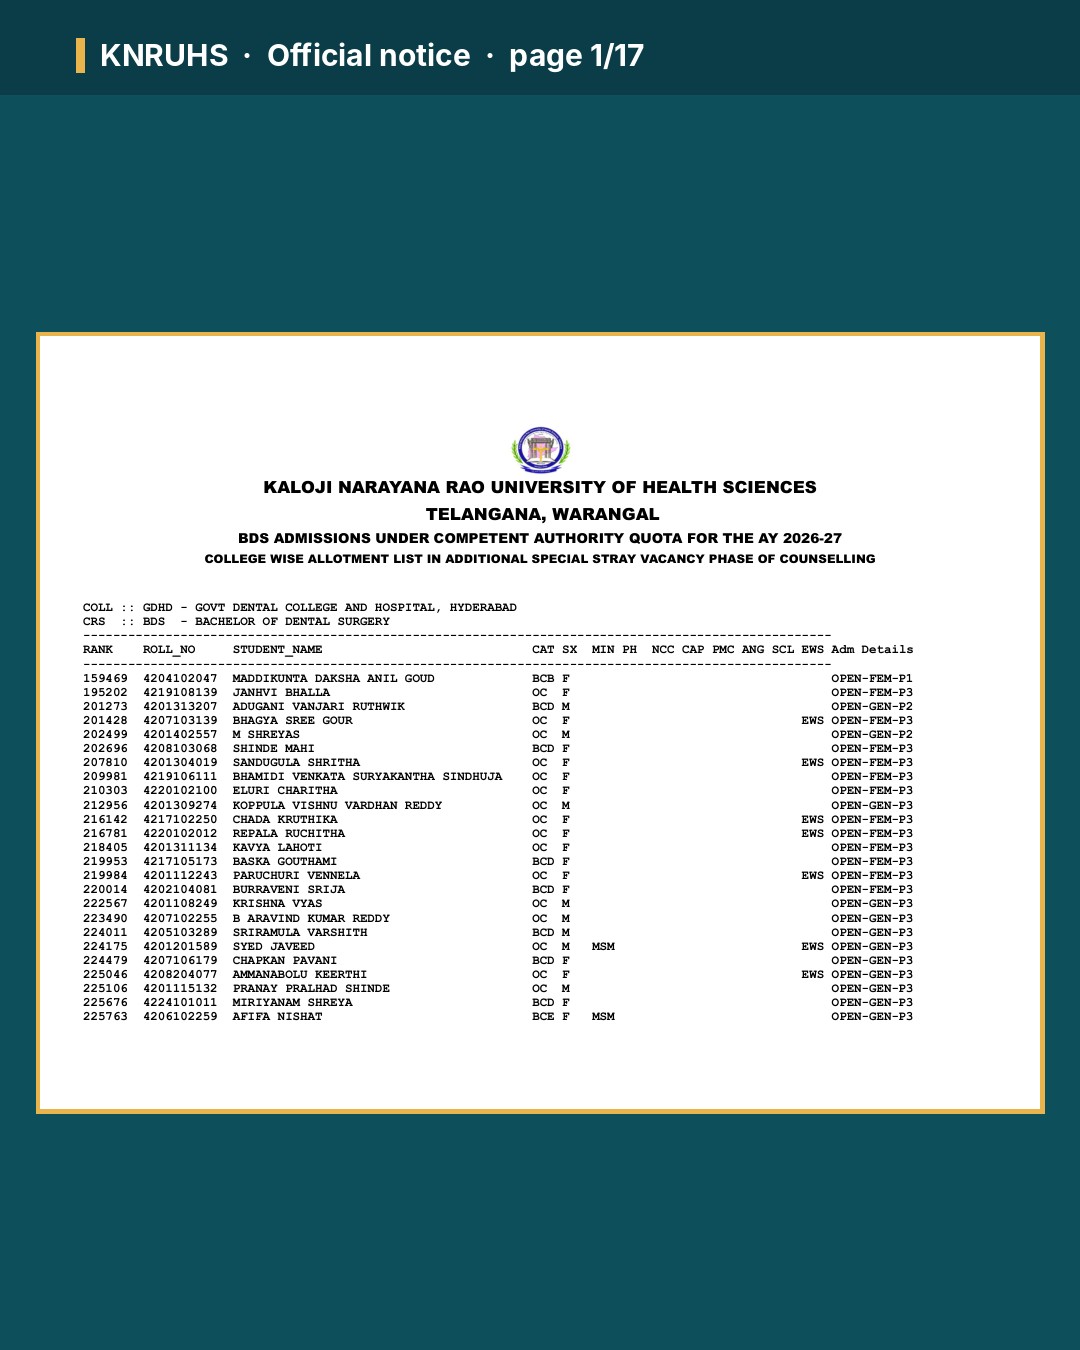 KNRUHS · Official notice · page 1/17
KALOJI NARAYANA RAO UNIVERSITY OF HEALTH SCIENCES
TELANGANA, WARANGAL
BDS ADMISSIONS UNDER COMPETENT AUTHORITY QUOTA FOR THE AY 2026-27
COLLEGE WISE ALLOTMENT LIST IN ADDITIONAL SPECIAL STRAY VACANCY PHASE OF COUNSELLING
COLL :: GDHD - GOVT DENTAL COLLEGE AND HOSPITAL, HYDERABAD
CRS :: BDS - BACHELOR OF DENTAL SURGERY
RANK ROLL_NO STUDENT_NAME CAT SX MIN PH NCC CAP PMC ANG SCL EWS Adm Details
159469 4204102047 MADDIKUNTA DAKSHA ANIL GOUD BCB F OPEN-FEM-P1
195202 4219108139 JANHVI BHALLA OC F OPEN-FEM-P3
201273 4201313207 ADUGANI VANJARI RUTHWIK BCD M OPEN-GEN-P2
201428 4207103139 BHAGYA SREE GOUR OC F EWS OPEN-FEM-P3
202499 4201402557 M SHREYAS OC M OPEN-GEN-P2
202696 4208103068 SHINDE MAHI BCD F OPEN-FEM-P3
207810 4201304019 SANDUGULA SHRITHA OC F EWS OPEN-FEM-P3
209981 4219106111 BHAMIDI VENKATA SURYAKANTHA SINDHUJA OC F OPEN-FEM-P3
210303 4220102100 ELURI CHARITHA OC F OPEN-FEM-P3
212956 4201309274 KOPPULA VISHNU VARDHAN REDDY OC M OPEN-GEN-P3
216142 4217102250 CHADA KRUTHIKA OC F EWS OPEN-FEM-P3
216781 4220102012 REPALA RUCHITHA OC F EWS OPEN-FEM-P3
218405 4201311134 KAVYA LAHOTI OC F OPEN-FEM-P3
219953 4217105173 BASKA GOUTHAMI BCD F OPEN-FEM-P3
219984 4201112243 PARUCHURI VENNELA OC F EWS OPEN-FEM-P3
220014 4202104081 BURRAVENI SRIJA BCD F OPEN-FEM-P3
222567 4201108249 KRISHNA VYAS OC M OPEN-GEN-P3
223490 4207102255 B ARAVIND KUMAR REDDY OC M OPEN-GEN-P3
224011 4205103289 SRIRAMULA VARSHITH BCD M OPEN-GEN-P3
224175 4201201589 SYED JAVEED OC M MSM EWS OPEN-GEN-P3
224479 4207106179 CHAPKAN PAVANI BCD F OPEN-GEN-P3
225046 4208204077 AMMANABOLU KEERTHI OC F EWS OPEN-GEN-P3
225106 4201115132 PRANAY PRALHAD SHINDE OC M OPEN-GEN-P3
225676 4224101011 MIRIYANAM SHREYA BCD F OPEN-GEN-P3
225763 4206102259 AFIFA NISHAT BCE F MSM OPEN-GEN-P3